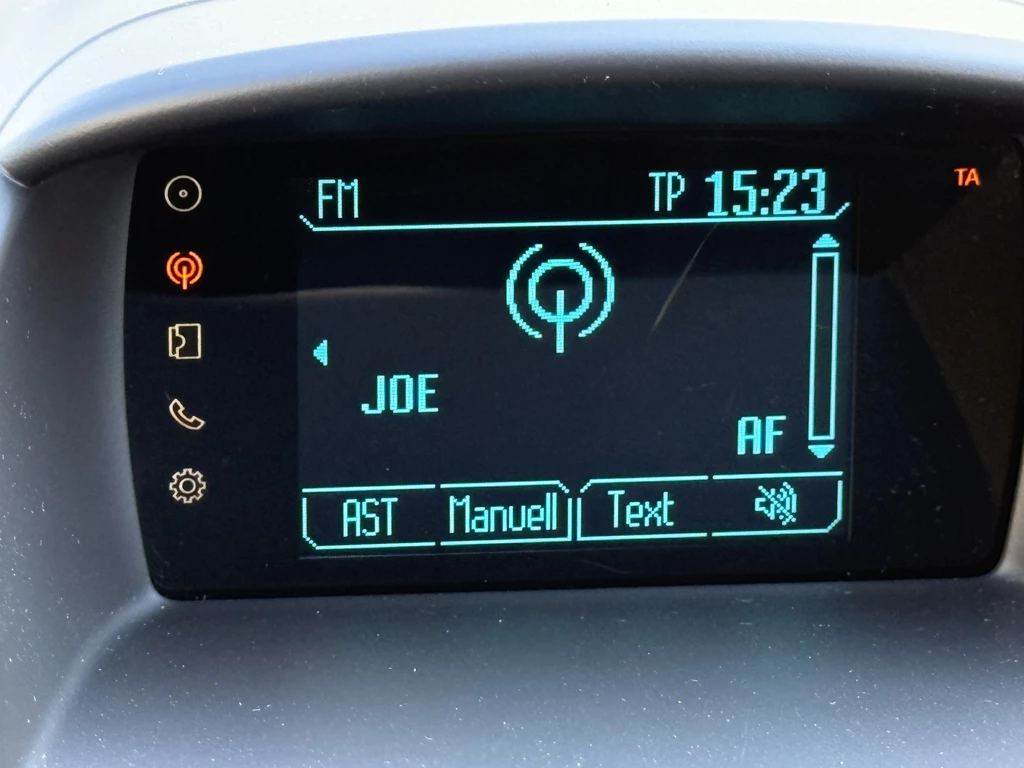 FM TP 15:23 TA
JOE
AF
AST Manuell Text